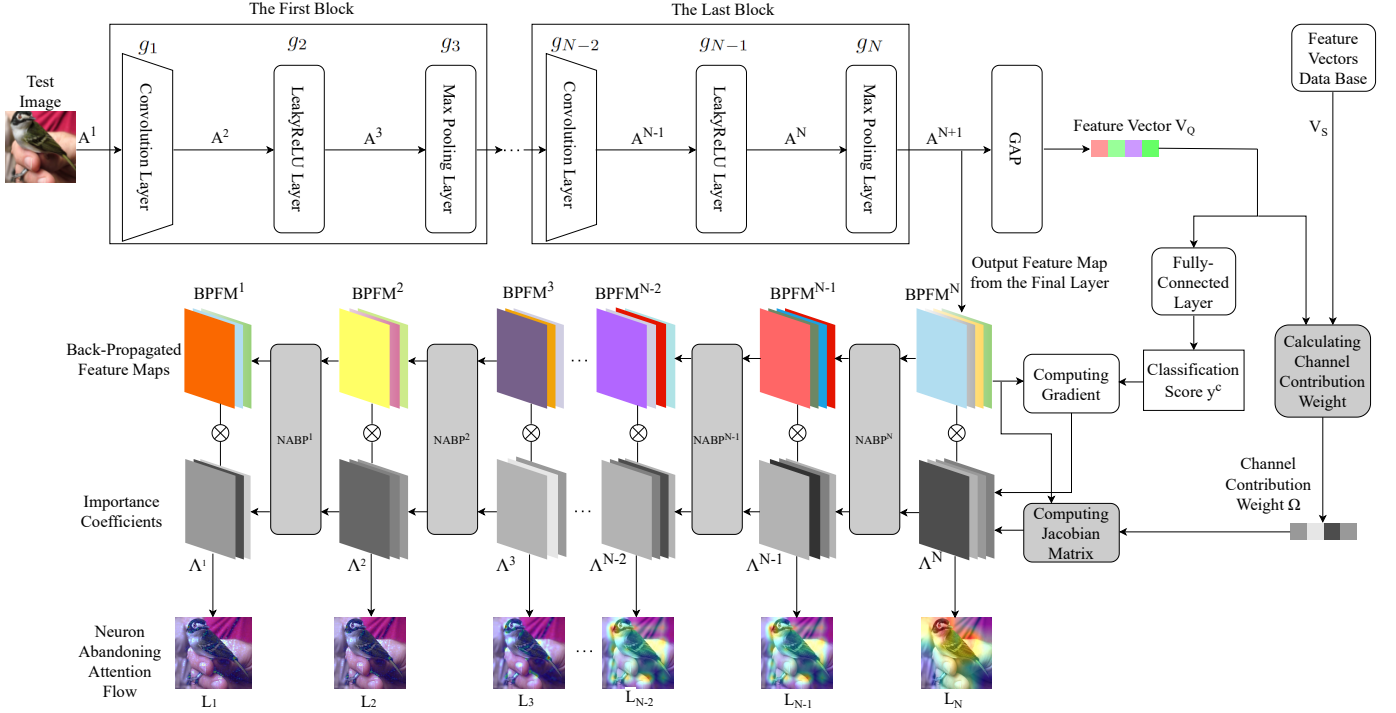 The First Block
The Last Block
g1
g2
g3
gN−2
gN−1
gN
Test
Image
A1
Convolution Layer
A2
LeakyReLU Layer
A3
Max Pooling Layer
...
Convolution Layer
AN-1
LeakyReLU Layer
AN
Max Pooling Layer
AN+1
GAP
Feature Vector VQ
Feature
Vectors
Data Base
VS
Output Feature Map
from the Final Layer
Fully-
Connected
Layer
Calculating
Channel
Contribution
Weight
BPFM1
BPFM2
BPFM3
BPFMN-2
BPFMN-1
BPFMN
Back-Propagated
Feature Maps
...
Computing
Gradient
Classification
Score yc
NABP1
NABP2
NABPN-1
NABPN
Importance
Coefficients
...
Computing
Jacobian
Matrix
Channel
Contribution
Weight Ω
Λ1
Λ2
Λ3
ΛN-2
ΛN-1
ΛN
Neuron
Abandoning
Attention
Flow
...
L1
L2
L3
LN-2
LN-1
LN